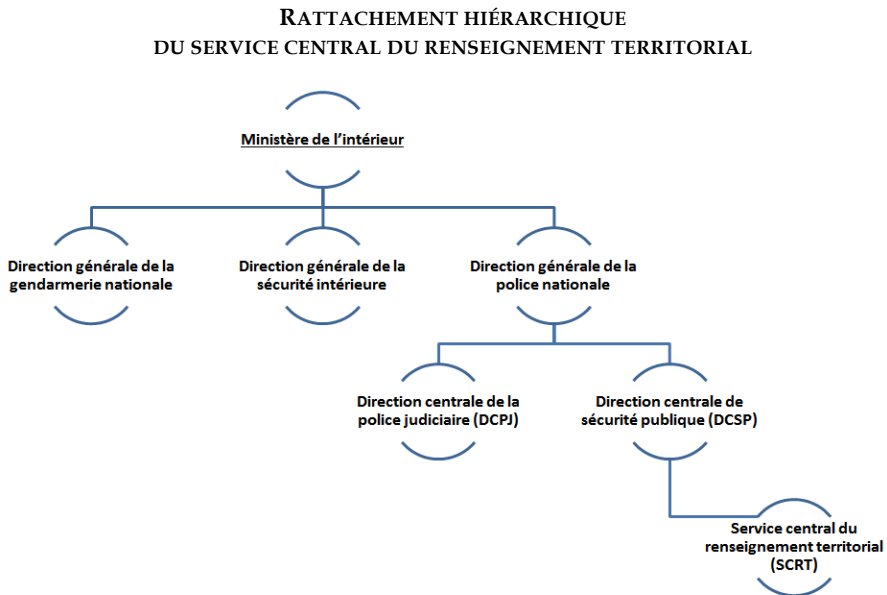 RATTACHEMENT HIÉRARCHIQUE
DU SERVICE CENTRAL DU RENSEIGNEMENT TERRITORIAL
Ministère de l'intérieur
Direction générale de la
gendarmerie nationale
Direction générale de la
sécurité intérieure
Direction générale de la
police nationale
Direction centrale de la
police judiciaire (DCPJ)
Direction centrale de
sécurité publique (DCSP)
Service central du
renseignement territorial
(SCRT)